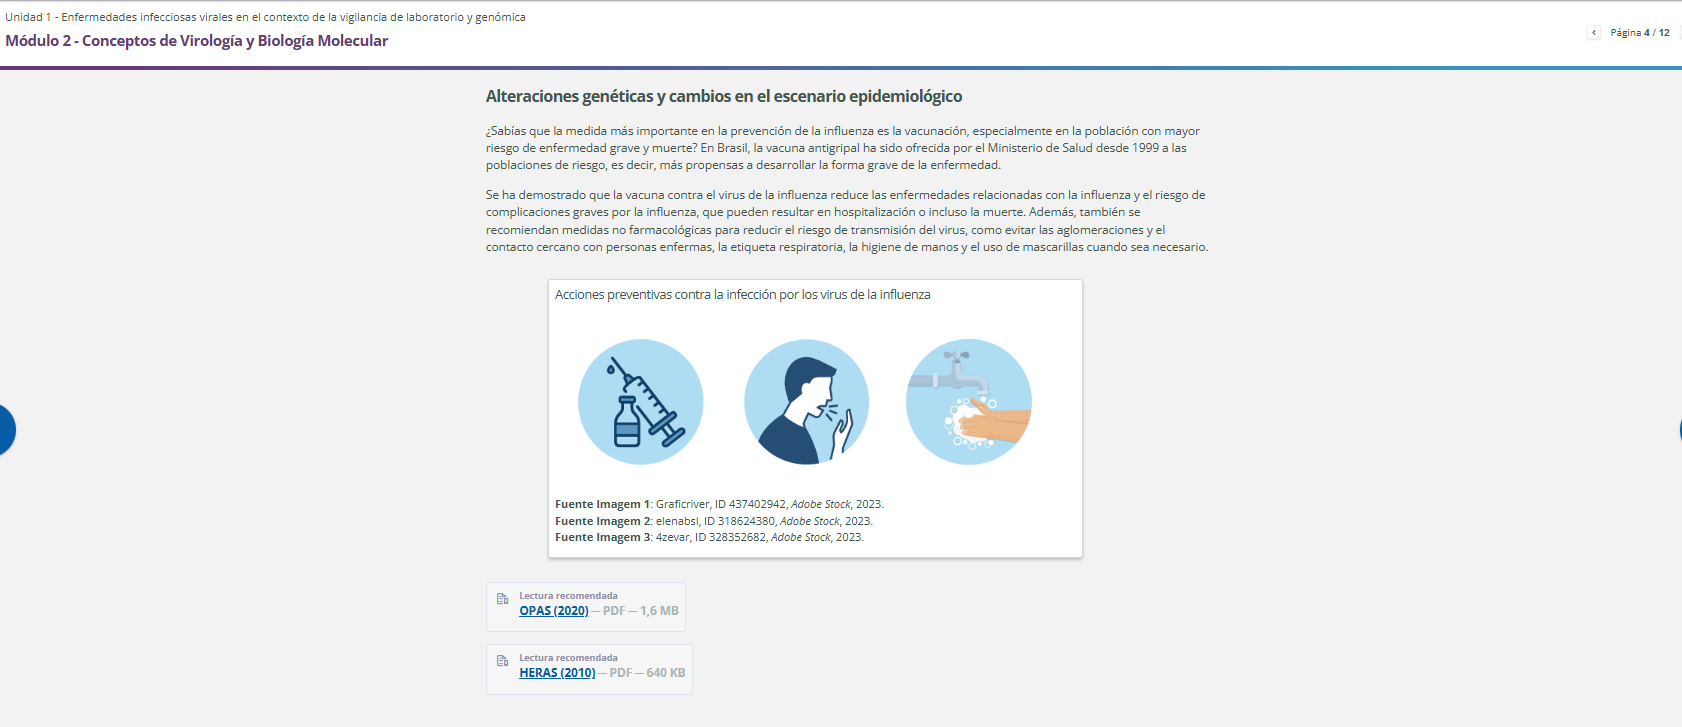 Unidad 1 - Enfermedades infecciosas virales en el contexto de la vigilancia de laboratorio y genómica
Módulo 2 - Conceptos de Virología y Biología Molecular
Página 4 / 12
Alteraciones genéticas y cambios en el escenario epidemiológico
¿Sabías que la medida más importante en la prevención de la influenza es la vacunación, especialmente en la población con mayor
riesgo de enfermedad grave y muerte? En Brasil, la vacuna antigripal ha sido ofrecida por el Ministerio de Salud desde 1999 a las
poblaciones de riesgo, es decir, más propensas a desarrollar la forma grave de la enfermedad.
Se ha demostrado que la vacuna contra el virus de la influenza reduce las enfermedades relacionadas con la influenza y el riesgo de
complicaciones graves por la influenza, que pueden resultar en hospitalización o incluso la muerte. Además, también se
recomiendan medidas no farmacológicas para reducir el riesgo de transmisión del virus, como evitar las aglomeraciones y el
contacto cercano con personas enfermas, la etiqueta respiratoria, la higiene de manos y el uso de mascarillas cuando sea necesario.
Acciones preventivas contra la infección por los virus de la influenza
Fuente Imagem 1: Graficriver, ID 437402942, Adobe Stock, 2023.
Fuente Imagem 2: elenabsl, ID 318624380, Adobe Stock, 2023.
Fuente Imagem 3: 4zevar, ID 328352682, Adobe Stock, 2023.
Lectura recomendada
OPAS (2020) — PDF — 1,6 MB
Lectura recomendada
HERAS (2010) — PDF — 640 KB